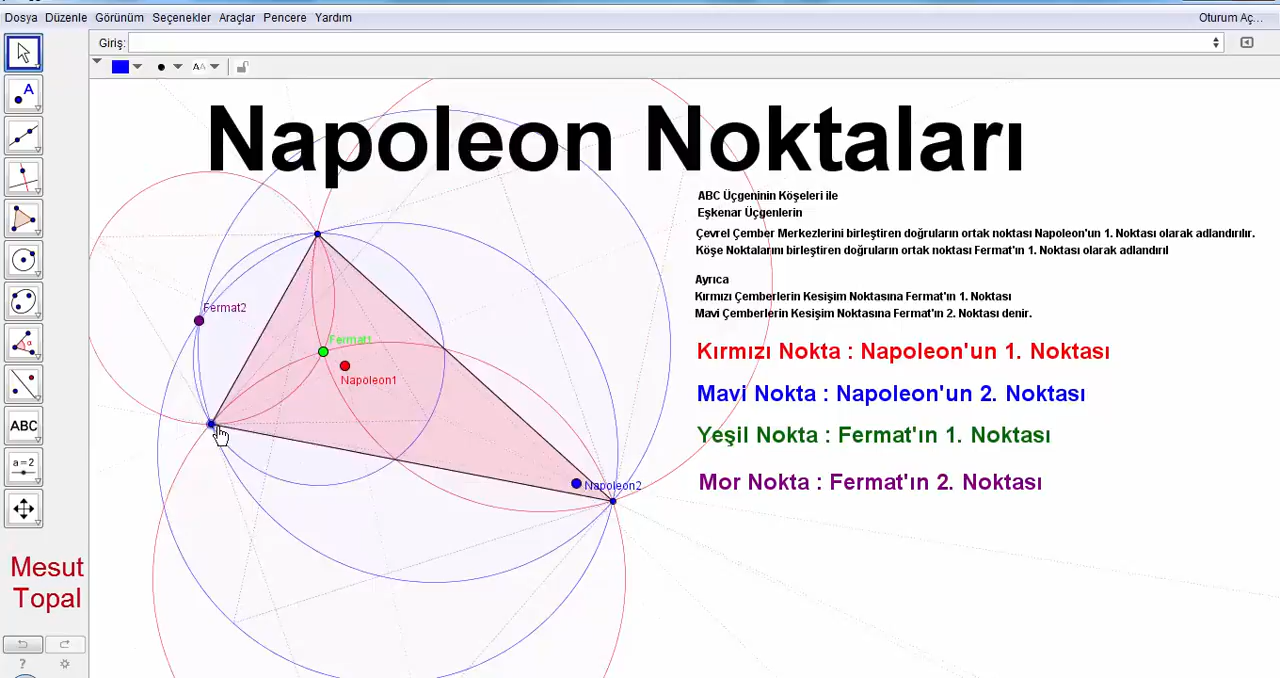 Dosya Düzenle Görünüm Seçenekler Araçlar Pencere Yardım Oturum Aç...
Giriş:
AA
A
Napoleon Noktaları
ABC Üçgeninin Köşeleri ile
Eşkenar Üçgenlerin
Çevrel Çember Merkezlerini birleştiren doğruların ortak noktası Napoleon'un 1. Noktası olarak adlandırılır.
Köşe Noktalarını birleştiren doğruların ortak noktası Fermat'ın 1. Noktası olarak adlandırıl
Ayrıca
Kırmızı Çemberlerin Kesişim Noktasına Fermat'ın 1. Noktası
Mavi Çemberlerin Kesişim Noktasına Fermat'ın 2. Noktası denir.
Fermat2
Fermat1
Napoleon1
Napoleon2
Kırmızı Nokta : Napoleon'un 1. Noktası
Mavi Nokta : Napoleon'un 2. Noktası
Yeşil Nokta : Fermat'ın 1. Noktası
Mor Nokta : Fermat'ın 2. Noktası
α
ABC
a=2
Mesut
Topal
?